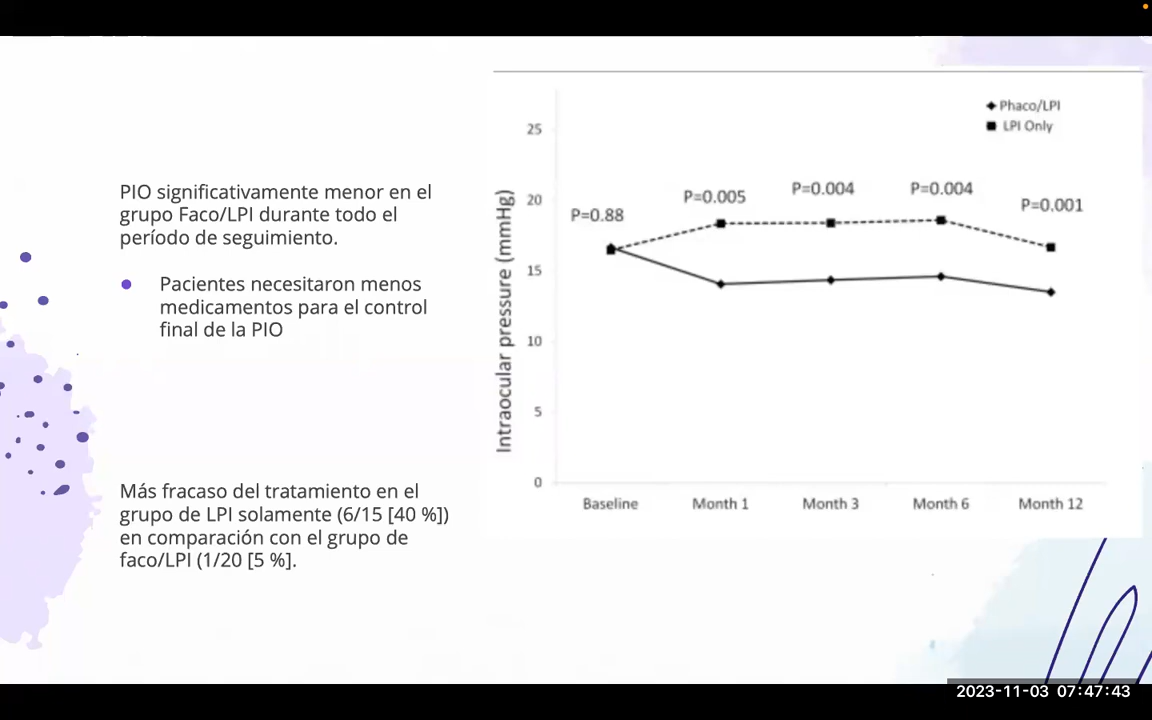 PIO significativamente menor en el
grupo Faco/LPI durante todo el
período de seguimiento.
Pacientes necesitaron menos
medicamentos para el control
final de la PIO
Más fracaso del tratamiento en el
grupo de LPI solamente (6/15 [40 %])
en comparación con el grupo de
faco/LPI (1/20 [5 %].
Phaco/LPI
LPI Only
Intraocular pressure (mmHg)
25
20
15
10
5
0
P=0.88
P=0.005
P=0.004
P=0.004
P=0.001
Baseline
Month 1
Month 3
Month 6
Month 12
2023-11-03 07:47:43